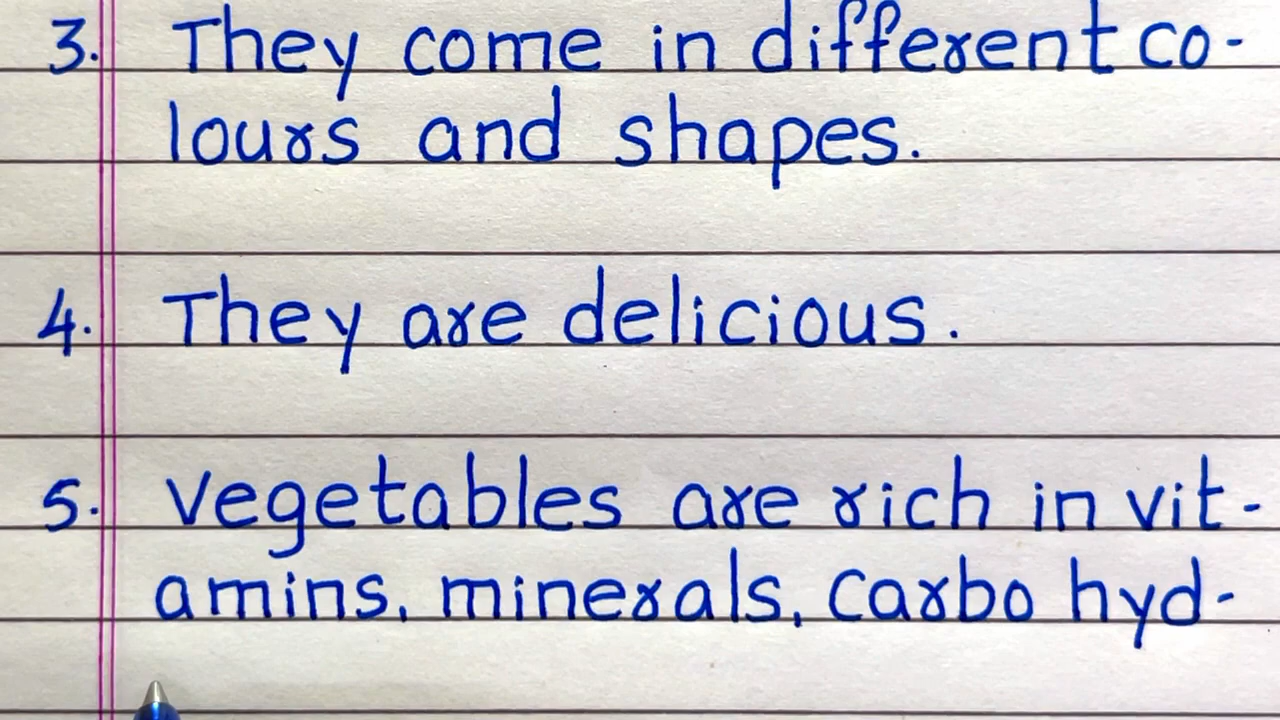 3. They come in different co-
lours and shapes.
4. They are delicious.
5. Vegetables are rich in vit-
amins, minerals, carbo hyd-